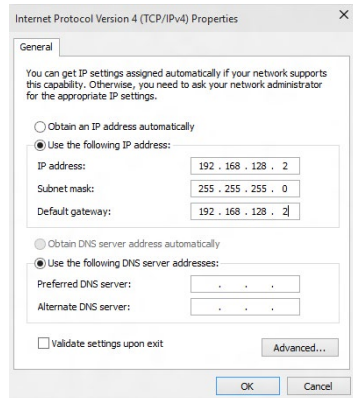 Internet Protocol Version 4 (TCP/IPv4) Properties
General
You can get IP settings assigned automatically if your network supports
this capability. Otherwise, you need to ask your network administrator
for the appropriate IP settings.
Obtain an IP address automatically
Use the following IP address:
IP address: 192 . 168 . 128 . 2
Subnet mask: 255 . 255 . 255 . 0
Default gateway: 192 . 168 . 128 . 2
Obtain DNS server address automatically
Use the following DNS server addresses:
Preferred DNS server: . . .
Alternate DNS server: . . .
Validate settings upon exit
Advanced...
OK Cancel